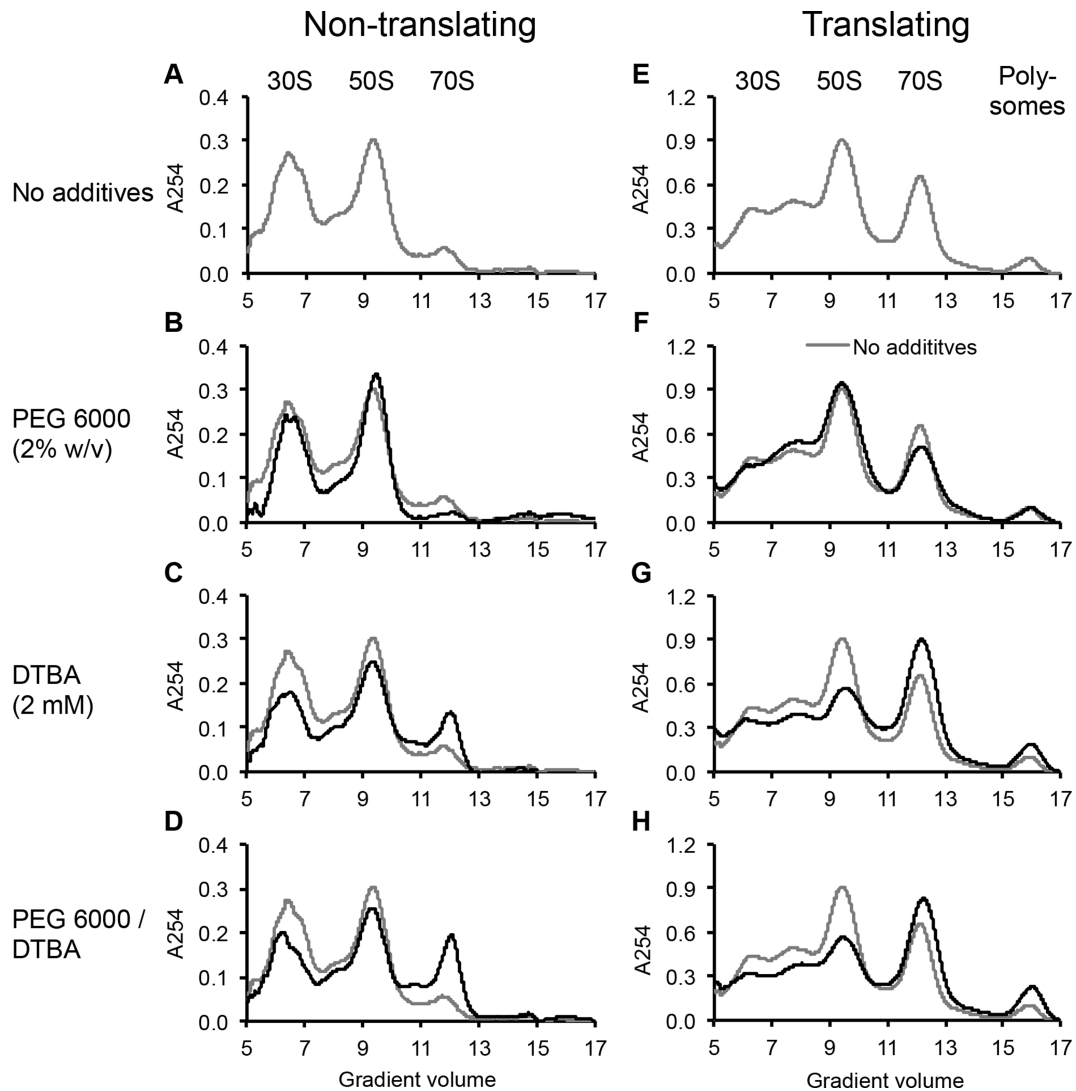 Non-translating
Translating
A
30S 50S 70S
E
30S 50S 70S
Poly-
somes
No additives
A254
0.4
0.3
0.2
0.1
0.0
5 7 9 11 13 15 17
A254
1.2
0.9
0.6
0.3
0.0
5 7 9 11 13 15 17
B
PEG 6000
(2% w/v)
A254
0.4
0.3
0.2
0.1
0.0
5 7 9 11 13 15 17
F
No addititves
A254
1.2
0.9
0.6
0.3
0.0
5 7 9 11 13 15 17
C
DTBA
(2 mM)
A254
0.4
0.3
0.2
0.1
0.0
5 7 9 11 13 15 17
G
A254
1.2
0.9
0.6
0.3
0.0
5 7 9 11 13 15 17
D
PEG 6000 /
DTBA
A254
0.4
0.3
0.2
0.1
0.0
5 7 9 11 13 15 17
Gradient volume
H
A254
1.2
0.9
0.6
0.3
0.0
5 7 9 11 13 15 17
Gradient volume